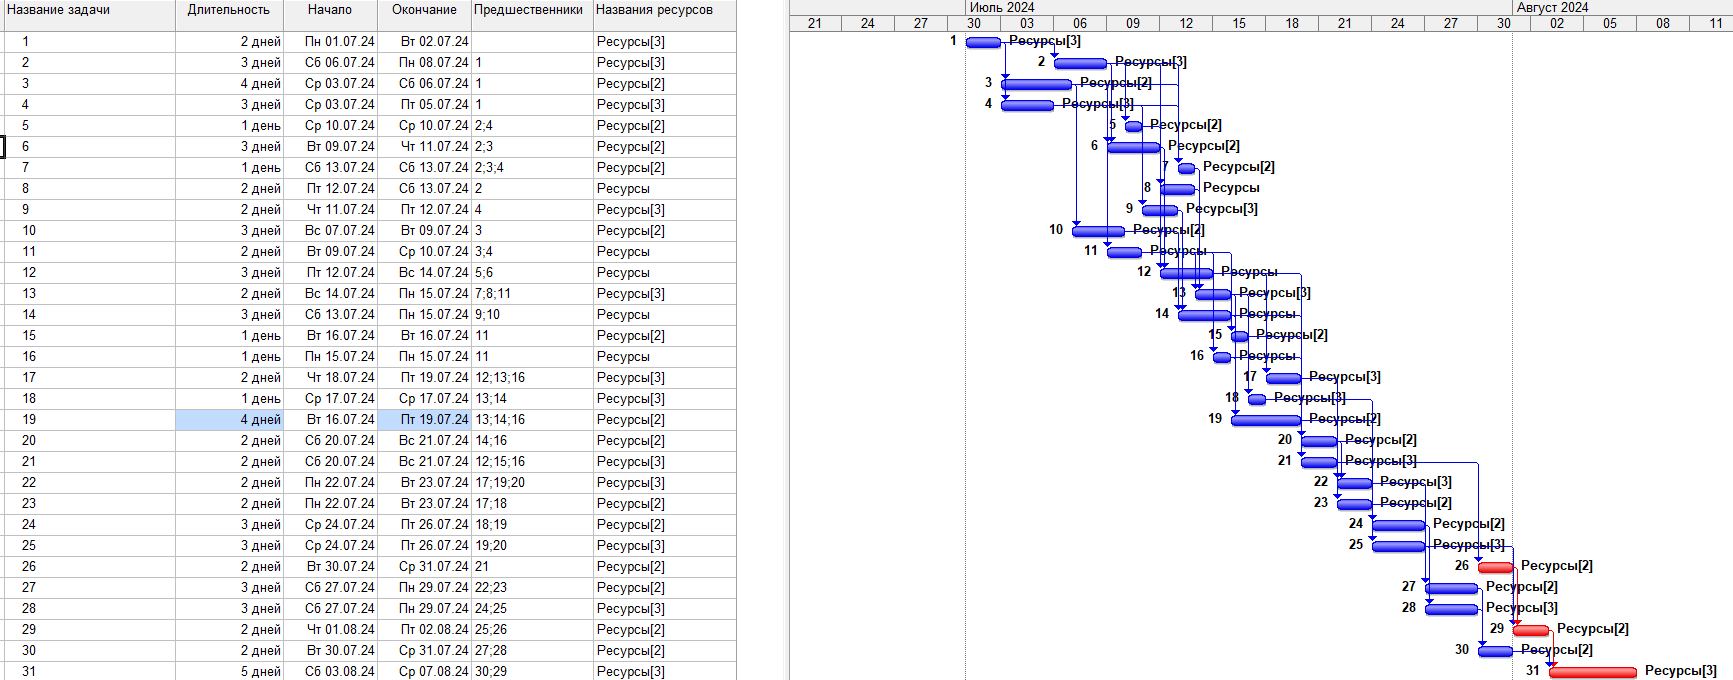 Название задачи Длительность Начало Окончание Предшественники Названия ресурсов
1 2 дней Пн 01.07.24 Вт 02.07.24 Ресурсы[3]
2 3 дней Сб 06.07.24 Пн 08.07.24 1 Ресурсы[3]
3 4 дней Ср 03.07.24 Сб 06.07.24 1 Ресурсы[2]
4 3 дней Ср 03.07.24 Пт 05.07.24 1 Ресурсы[3]
5 1 день Ср 10.07.24 Ср 10.07.24 2;4 Ресурсы[2]
6 3 дней Вт 09.07.24 Чт 11.07.24 2;3 Ресурсы[2]
7 1 день Сб 13.07.24 Сб 13.07.24 2;3;4 Ресурсы[2]
8 2 дней Пт 12.07.24 Сб 13.07.24 2 Ресурсы
9 2 дней Чт 11.07.24 Пт 12.07.24 4 Ресурсы[3]
10 3 дней Вс 07.07.24 Вт 09.07.24 3 Ресурсы[2]
11 2 дней Вт 09.07.24 Ср 10.07.24 3;4 Ресурсы
12 3 дней Пт 12.07.24 Вс 14.07.24 5;6 Ресурсы
13 2 дней Вс 14.07.24 Пн 15.07.24 7;8;11 Ресурсы[3]
14 3 дней Сб 13.07.24 Пн 15.07.24 9;10 Ресурсы
15 1 день Вт 16.07.24 Вт 16.07.24 11 Ресурсы[2]
16 1 день Пн 15.07.24 Пн 15.07.24 11 Ресурсы
17 2 дней Чт 18.07.24 Пт 19.07.24 12;13;16 Ресурсы[3]
18 1 день Ср 17.07.24 Ср 17.07.24 13;14 Ресурсы[3]
19 4 дней Вт 16.07.24 Пт 19.07.24 13;14;16 Ресурсы[2]
20 2 дней Сб 20.07.24 Вс 21.07.24 14;16 Ресурсы[2]
21 2 дней Сб 20.07.24 Вс 21.07.24 12;15;16 Ресурсы[3]
22 2 дней Пн 22.07.24 Вт 23.07.24 17;19;20 Ресурсы[3]
23 2 дней Пн 22.07.24 Вт 23.07.24 17;18 Ресурсы[2]
24 3 дней Ср 24.07.24 Пт 26.07.24 18;19 Ресурсы[2]
25 3 дней Ср 24.07.24 Пт 26.07.24 19;20 Ресурсы[3]
26 2 дней Вт 30.07.24 Ср 31.07.24 21 Ресурсы[2]
27 3 дней Сб 27.07.24 Пн 29.07.24 22;23 Ресурсы[2]
28 3 дней Сб 27.07.24 Пн 29.07.24 24;25 Ресурсы[3]
29 2 дней Чт 01.08.24 Пт 02.08.24 25;26 Ресурсы[2]
30 2 дней Вт 30.07.24 Ср 31.07.24 27;28 Ресурсы[2]
31 5 дней Сб 03.08.24 Ср 07.08.24 30;29 Ресурсы[3]
Июль 2024 Август 2024
21 24 27 30 03 06 09 12 15 18 21 24 27 30 02 05 08 11
1 Ресурсы[3]
2 Ресурсы[3]
3 Ресурсы[2]
4 Ресурсы[3]
5 Ресурсы[2]
6 Ресурсы[2]
7 Ресурсы[2]
8 Ресурсы
9 Ресурсы[3]
10 Ресурсы[2]
11 Ресурсы
12 Ресурсы
13 Ресурсы[3]
14 Ресурсы
15 Ресурсы[2]
16 Ресурсы
17 Ресурсы[3]
18 Ресурсы[3]
19 Ресурсы[2]
20 Ресурсы[2]
21 Ресурсы[3]
22 Ресурсы[3]
23 Ресурсы[2]
24 Ресурсы[2]
25 Ресурсы[3]
26 Ресурсы[2]
27 Ресурсы[2]
28 Ресурсы[3]
29 Ресурсы[2]
30 Ресурсы[2]
31 Ресурсы[3]